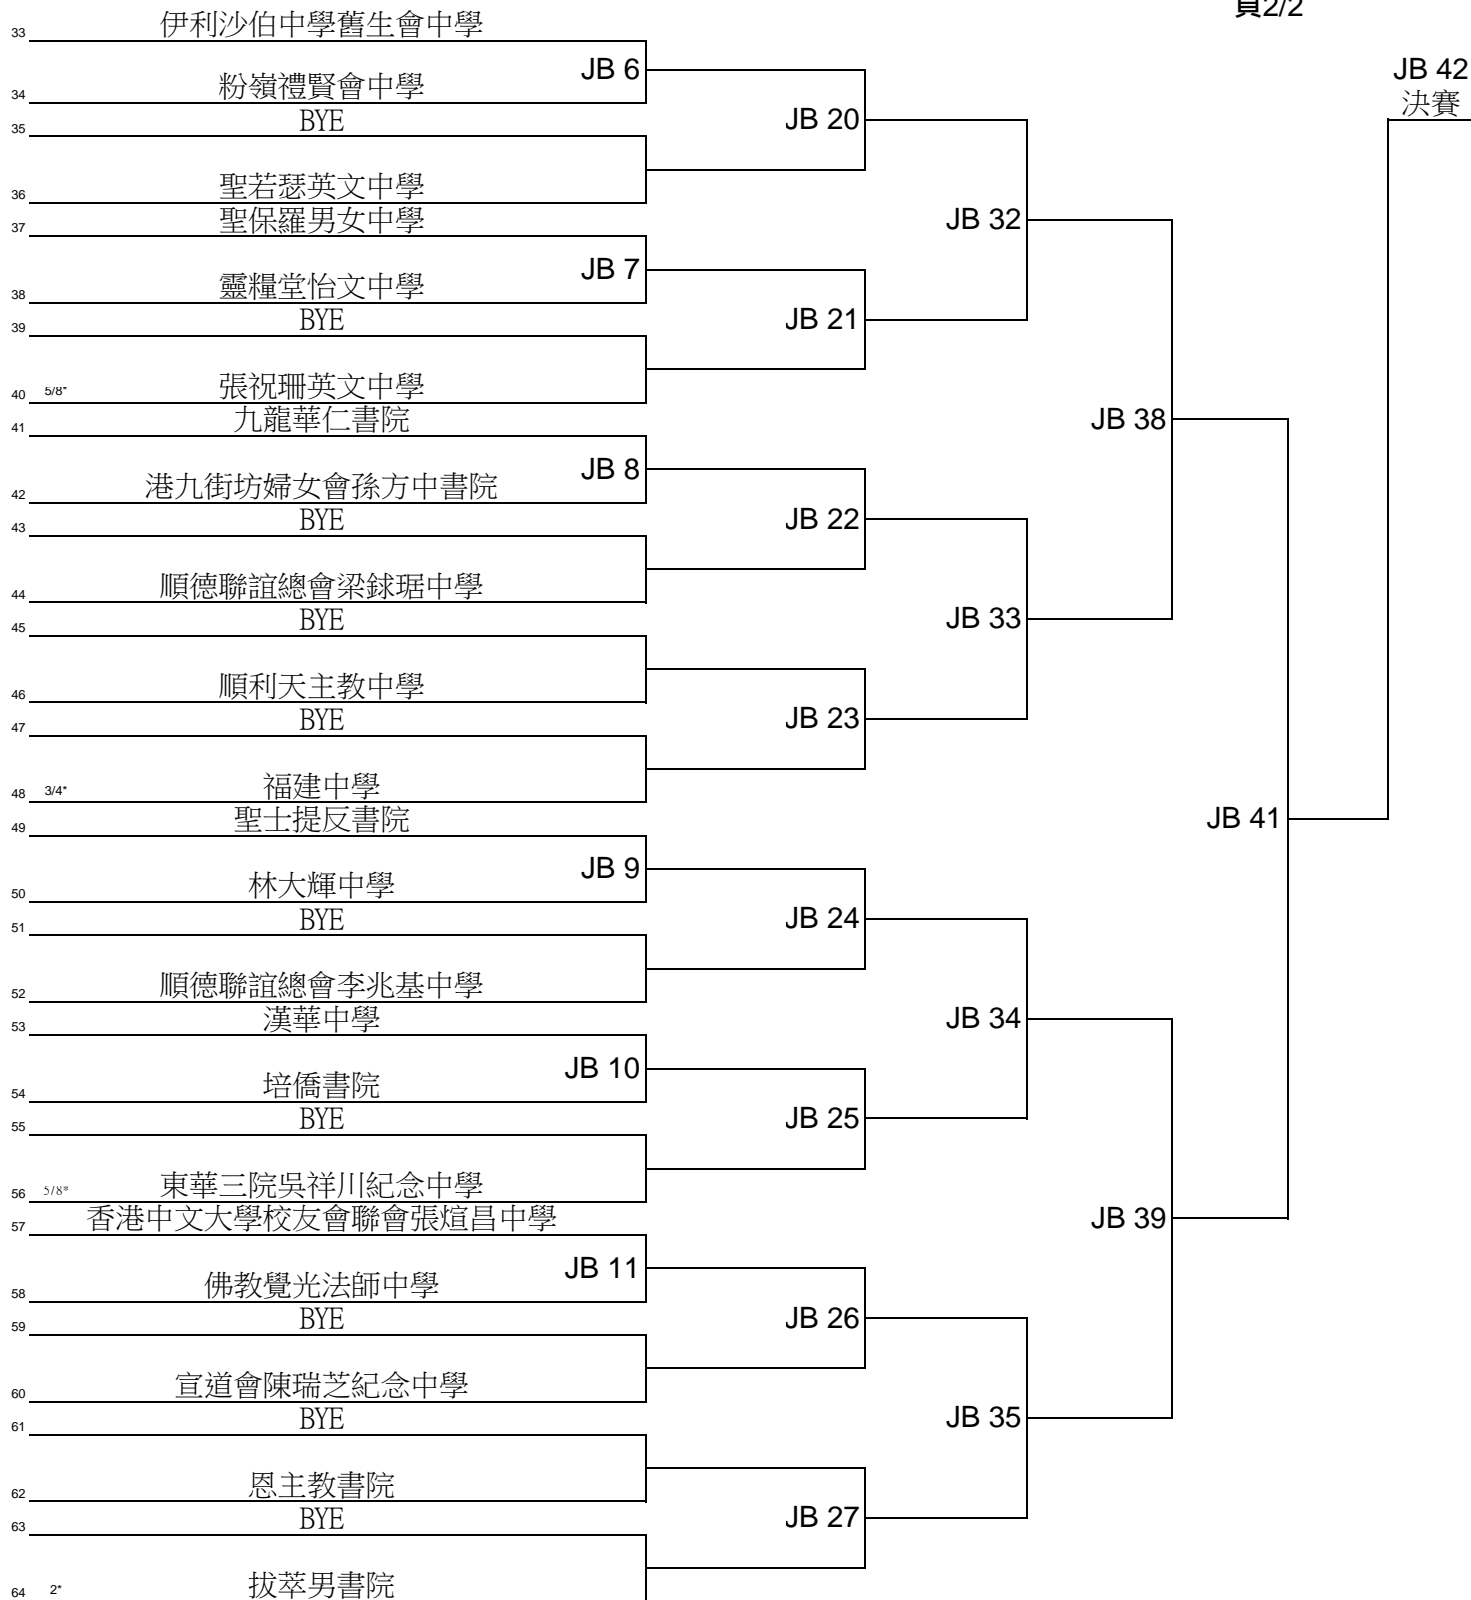 頁2/2
33 伊利沙伯中學舊生會中學
JB 6
34 粉嶺禮賢會中學
35 BYE
JB 20
36 聖若瑟英文中學
37 聖保羅男女中學
JB 32
JB 7
38 靈糧堂怡文中學
39 BYE
JB 21
40 5/8* 張祝珊英文中學
41 九龍華仁書院
JB 38
JB 8
42 港九街坊婦女會孫方中書院
43 BYE
JB 22
44 順德聯誼總會梁銶琚中學
45 BYE
JB 33
46 順利天主教中學
47 BYE
JB 23
48 3/4* 福建中學
49 聖士提反書院
JB 41
JB 9
50 林大輝中學
51 BYE
JB 24
52 順德聯誼總會李兆基中學
53 漢華中學
JB 34
JB 10
54 培僑書院
55 BYE
JB 25
56 5/8* 東華三院吳祥川紀念中學
57 香港中文大學校友會聯會張煊昌中學
JB 39
JB 11
58 佛教覺光法師中學
59 BYE
JB 26
60 宣道會陳瑞芝紀念中學
61 BYE
JB 35
62 恩主教書院
63 BYE
JB 27
64 2* 拔萃男書院
JB 42
決賽